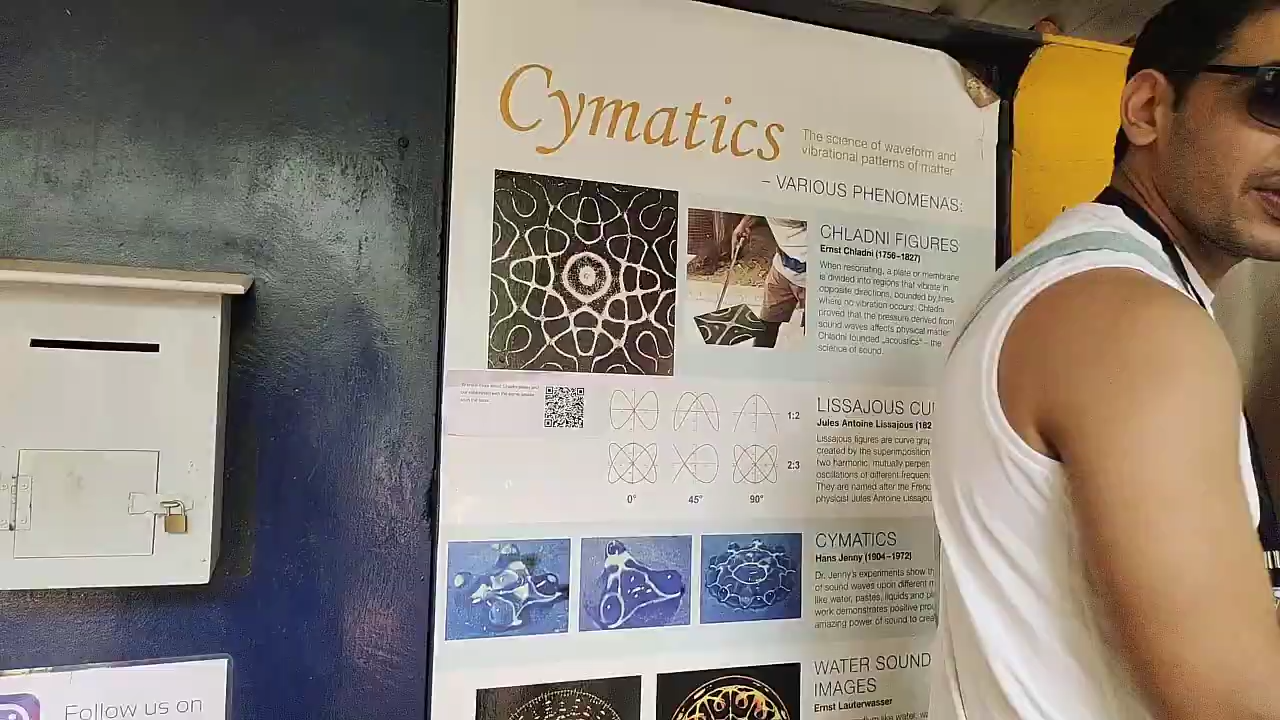 Cymatics
The science of waveform and
vibrational patterns of matter
– VARIOUS PHENOMENAS:
CHLADNI FIGURES
Ernst Chladni (1756–1827)
When resonating, a plate or membrane
is divided into regions that vibrate in
opposite directions, bounded by lines
where no vibration occurs. Chladni
proved that the pressure derived from
sound waves affects physical matter.
Chladni founded „acoustics" – the
science of sound.
1:2
2:3
0°
45°
90°
LISSAJOUS CU
Jules Antoine Lissajous (182
Lissajous figures are curve
created by the superimposition
two harmonic, mutually perpen
oscillations of different frequen
They are named after the Frenc
physicist Jules Antoine Lissajou
CYMATICS
Hans Jenny (1904–1972)
Dr. Jenny's experiments show th
of sound waves upon different m
like water, pastes, liquids and
work demonstrates positive
amazing power of sound to crea
WATER SOUND
IMAGES
Ernst Lauterwasser
Follow us on